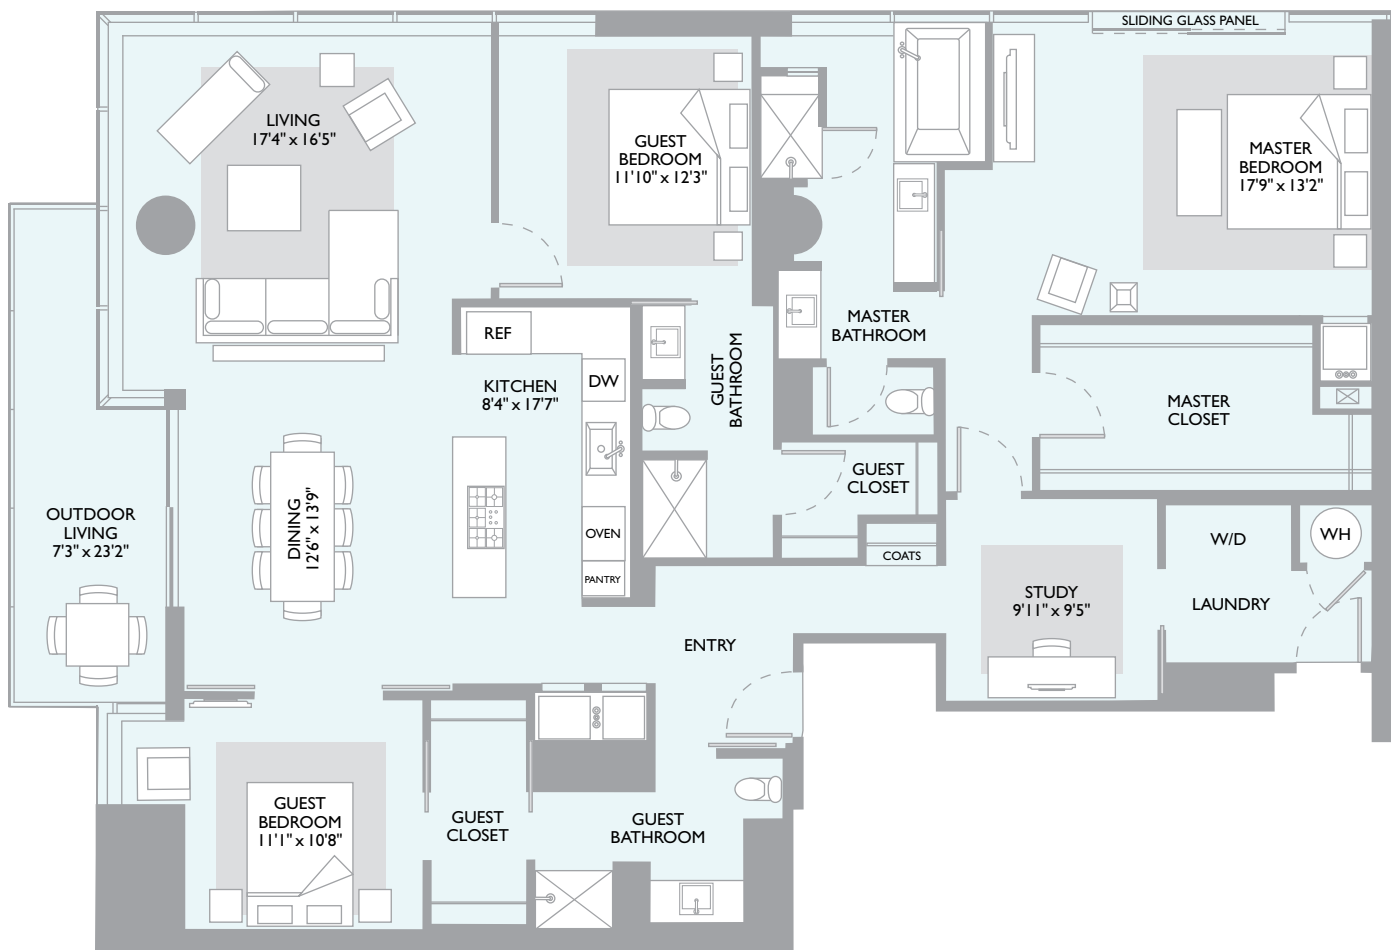 SLIDING GLASS PANEL
LIVING
17'4" x 16'5"
GUEST
BEDROOM
11'10" x 12'3"
MASTER
BEDROOM
17'9" x 13'2"
REF
KITCHEN
8'4" x 17'7"
DW
GUEST
BATHROOM
MASTER
BATHROOM
MASTER
CLOSET
GUEST
CLOSET
OUTDOOR
LIVING
7'3" x 23'2"
DINING
12'6" x 13'9"
OVEN
PANTRY
COATS
W/D
WH
LAUNDRY
STUDY
9'11" x 9'5"
ENTRY
GUEST
BEDROOM
11'1" x 10'8"
GUEST
CLOSET
GUEST
BATHROOM